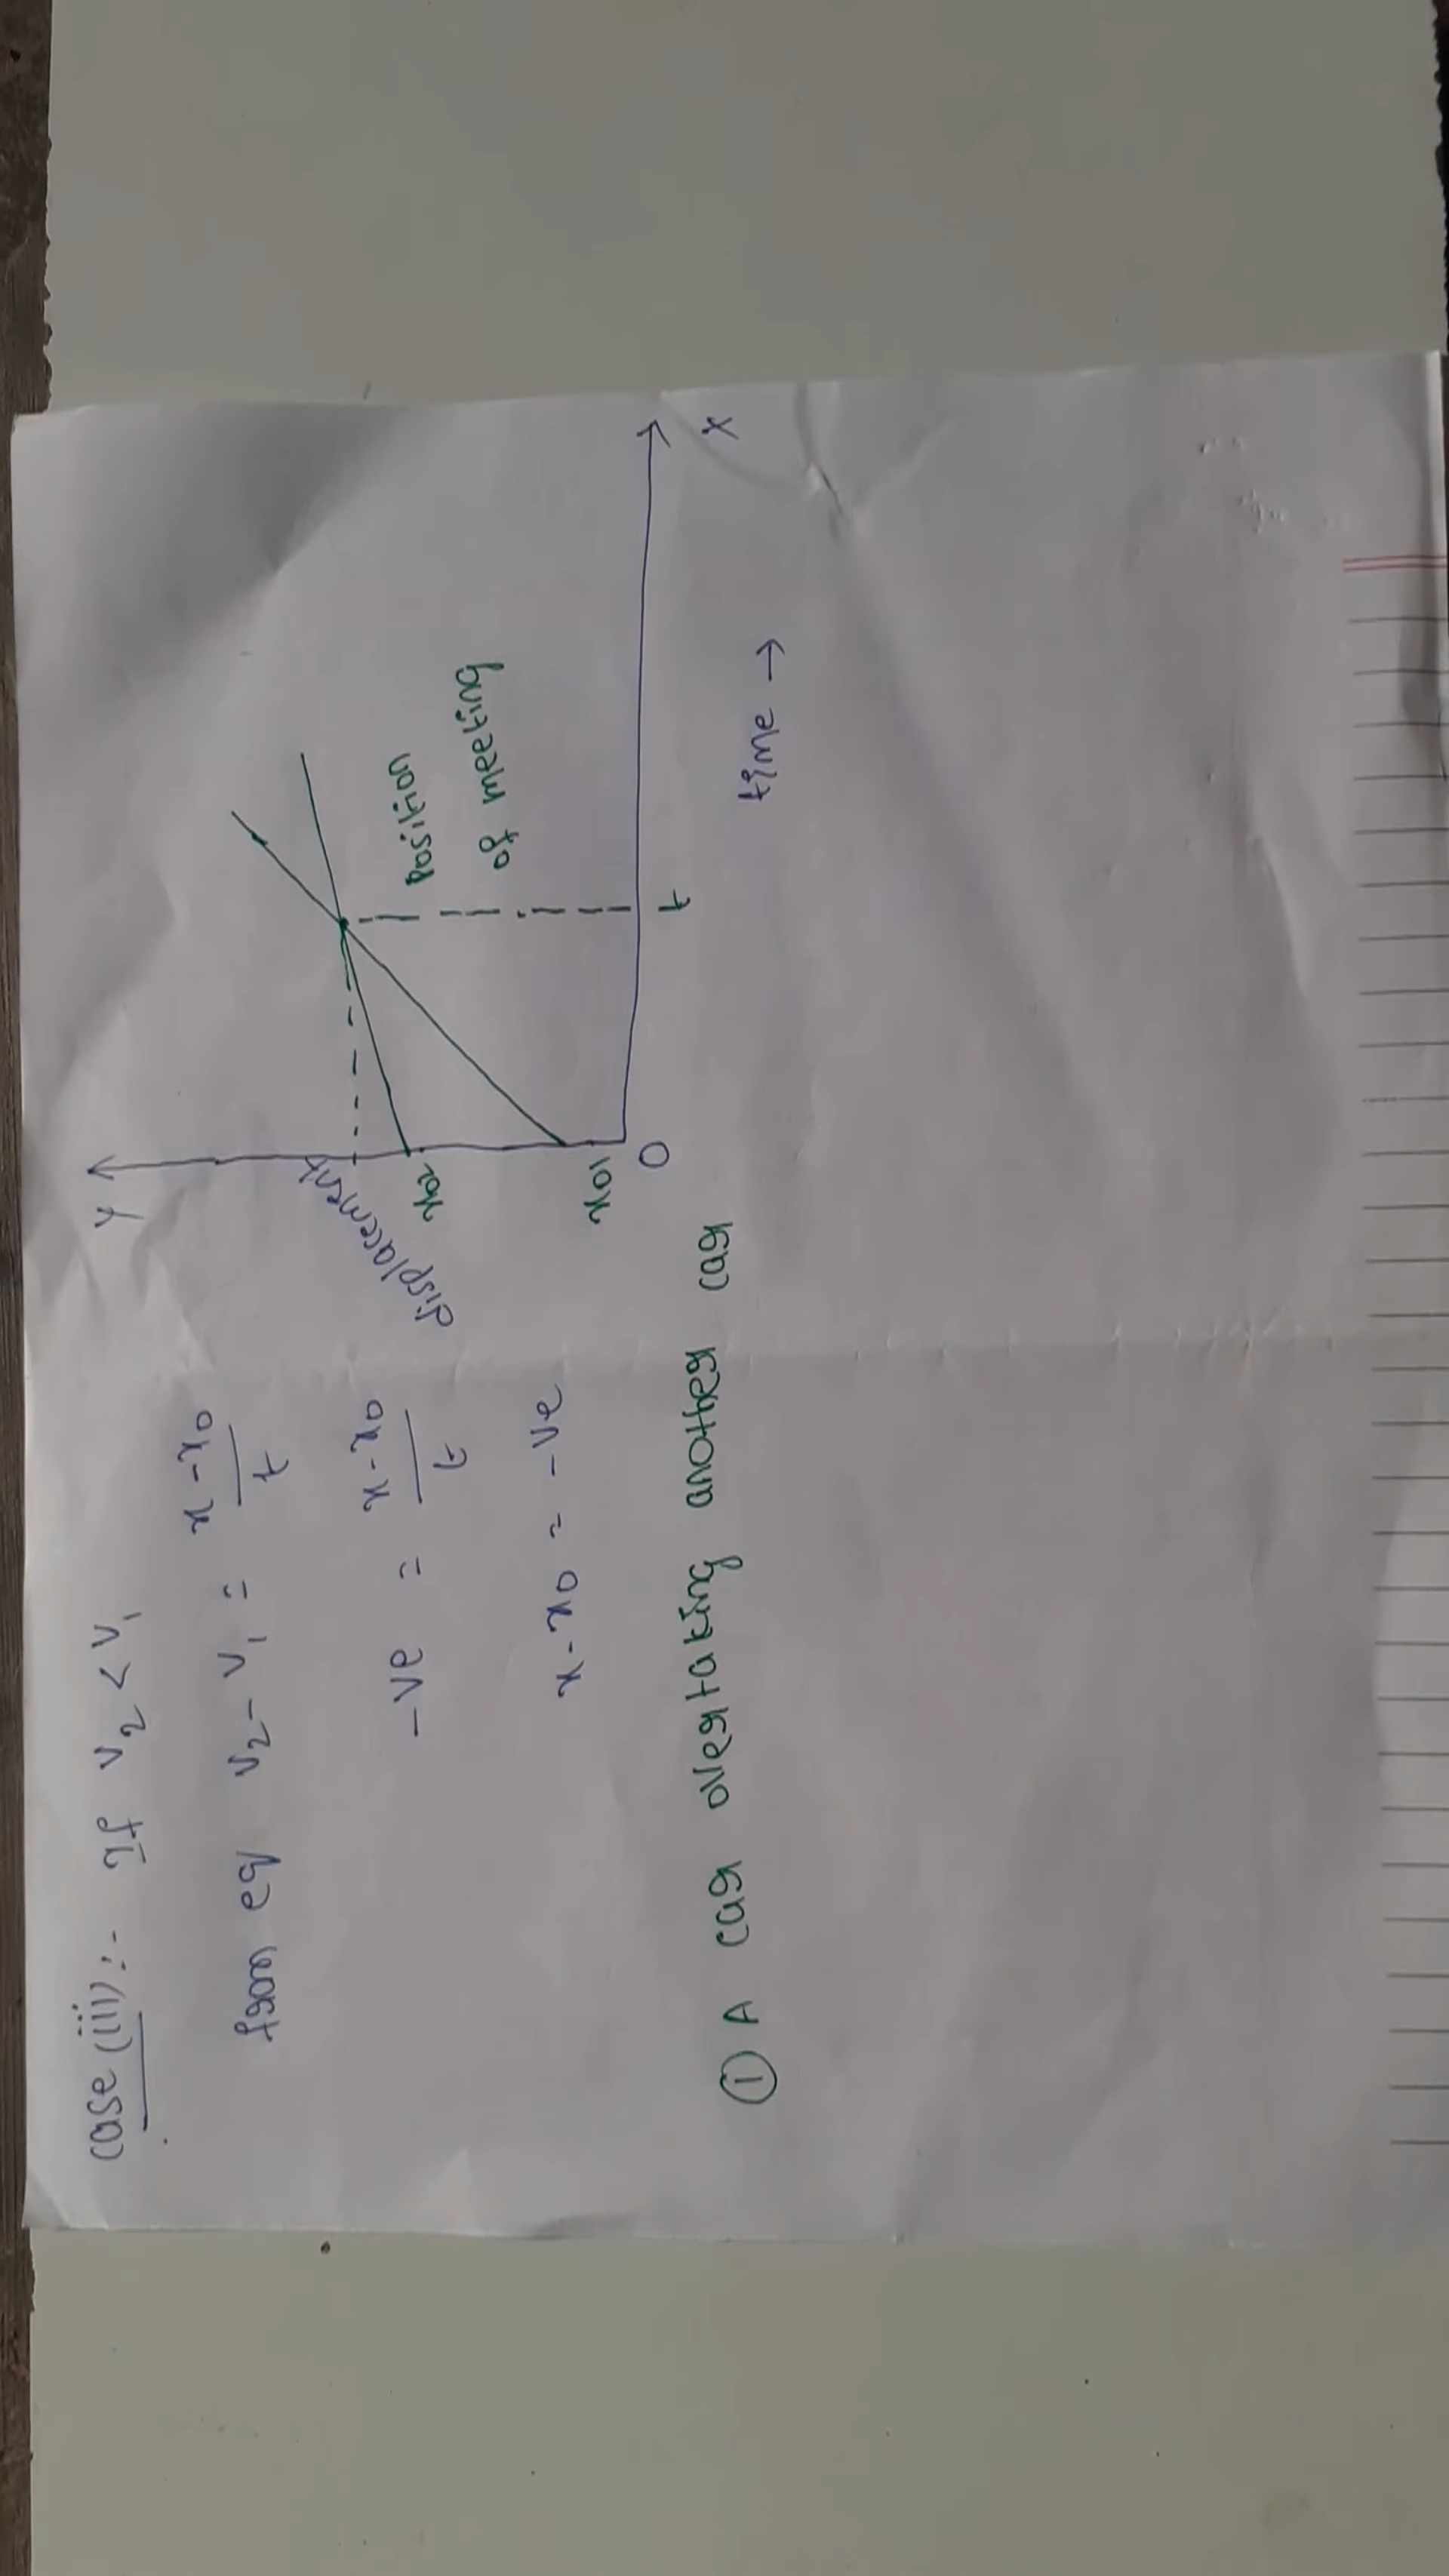 case (iii):- If v₂ < v₁
from eq v₂ - v₁ = x - x₀ / t
-ve = x - x₀ / t
x - x₀ = -ve
① A car overtaking another car
Y
displacement
x₀₂
x₀₁
O
position
of meeting
t
X
time →